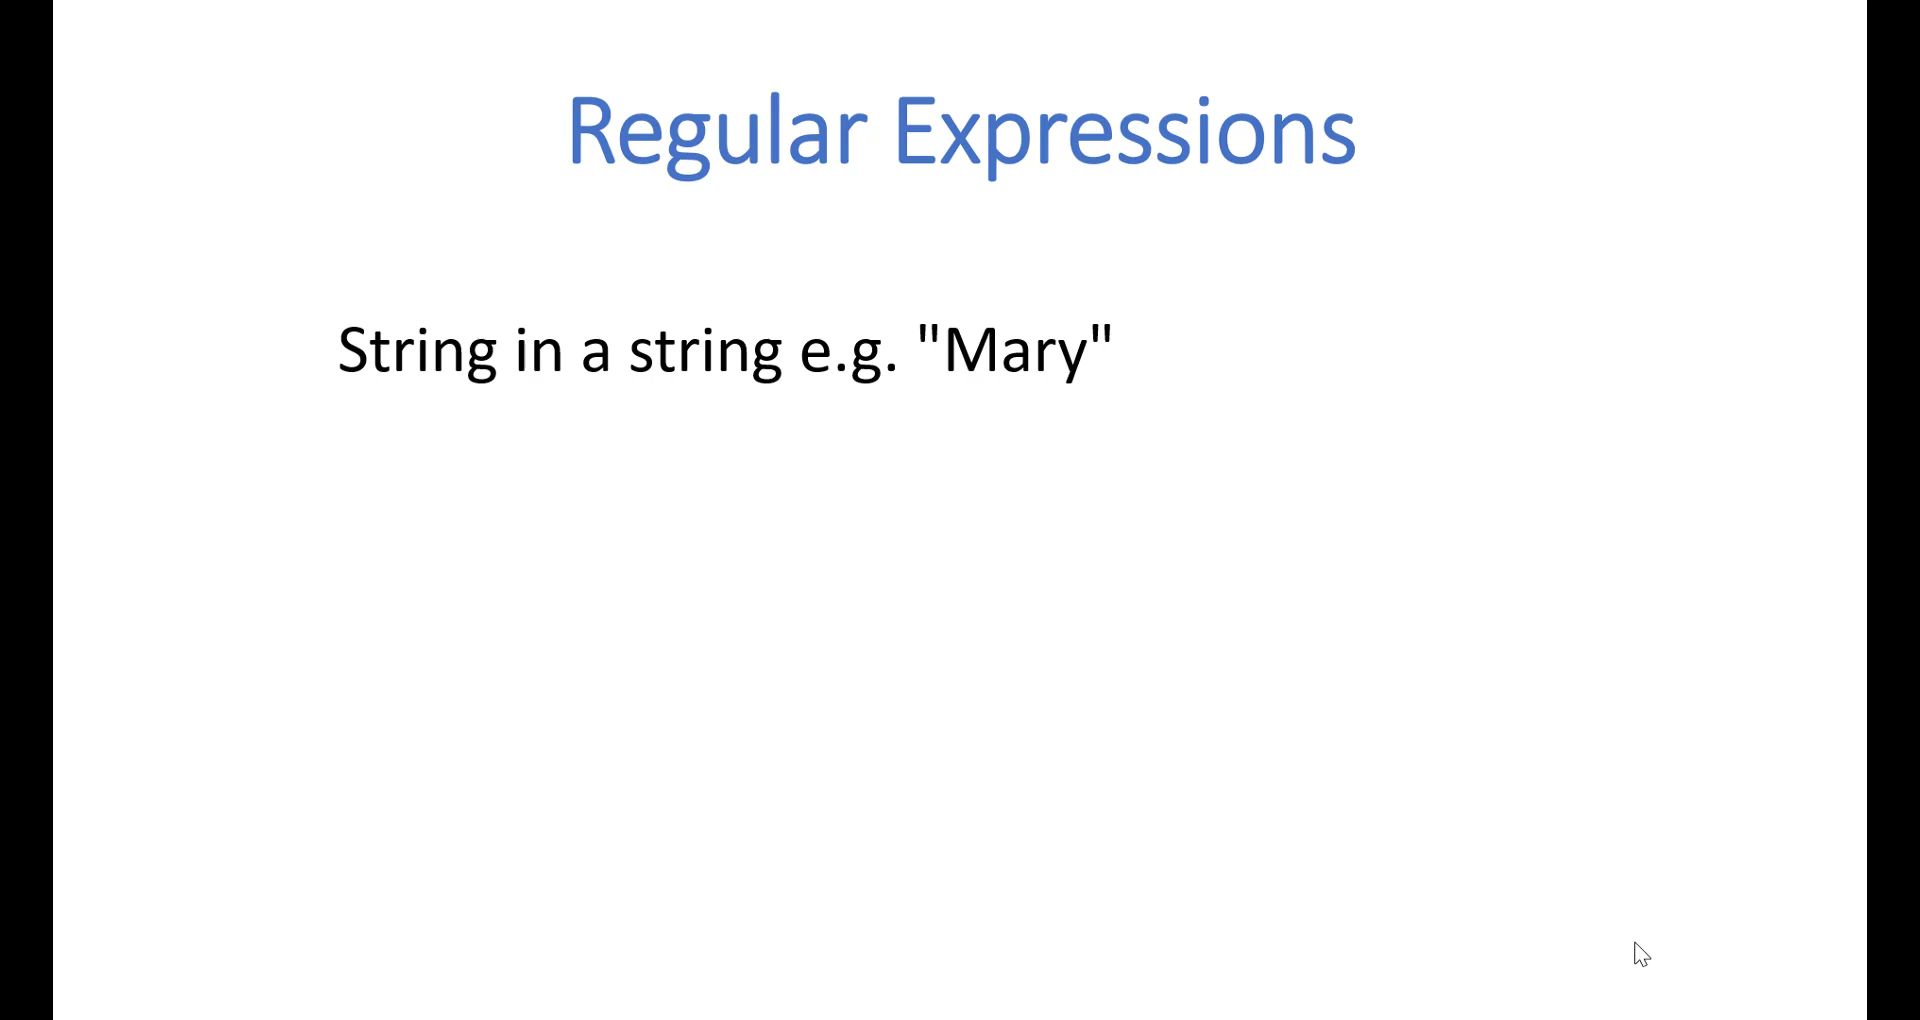 Regular Expressions
String in a string e.g. "Mary"